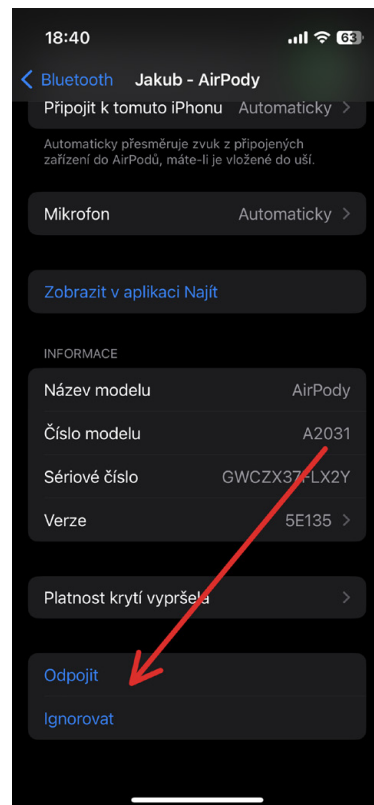 18:40 63
Bluetooth Jakub - AirPody
Připojit k tomuto iPhonu Automaticky
Automaticky přesměruje zvuk z připojených
zařízení do AirPodů, máte-li je vložené do uší.
Mikrofon Automaticky
Zobrazit v aplikaci Najít
INFORMACE
Název modelu AirPody
Číslo modelu A2031
Sériové číslo GWCZX37FLX2Y
Verze 5E135
Platnost krytí vypršela
Odpojit
Ignorovat